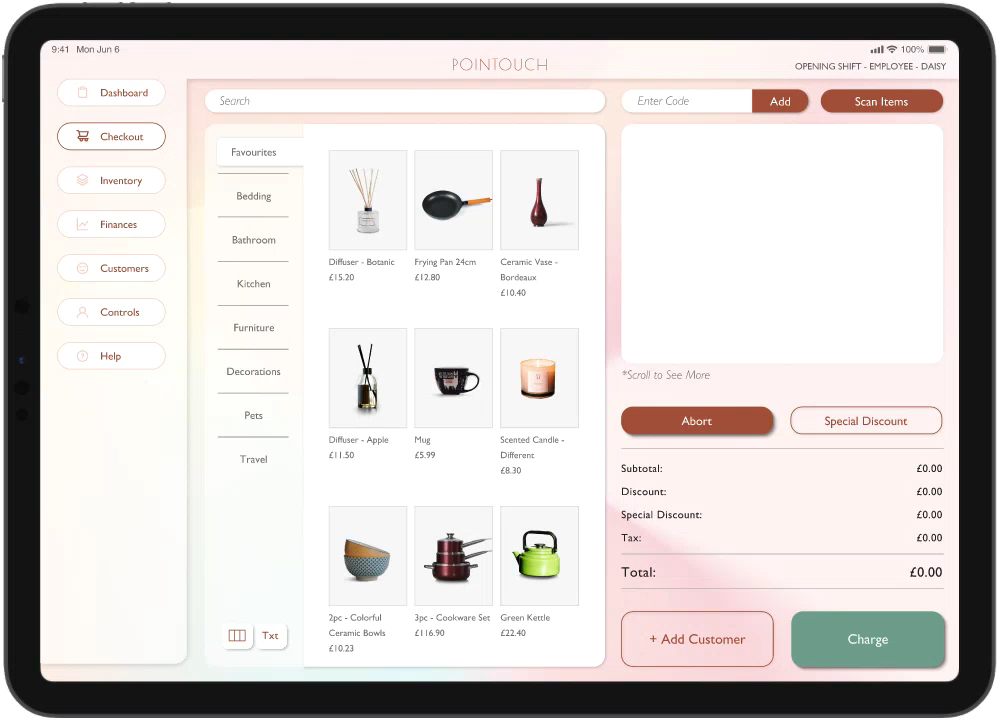 9:41 Mon Jun 6
100%
POINTOUCH
OPENING SHIFT - EMPLOYEE - DAISY
Dashboard
Checkout
Inventory
Finances
Customers
Controls
Help
Search
Enter Code
Add
Scan Items
Favourites
Bedding
Bathroom
Kitchen
Furniture
Decorations
Pets
Travel
Txt
Diffuser - Botanic
£15.20
Frying Pan 24cm
£12.80
Ceramic Vase -
Bordeaux
£10.40
Diffuser - Apple
£11.50
Mug
£5.99
Scented Candle -
Different
£8.30
2pc - Colorful
Ceramic Bowls
£10.23
3pc - Cookware Set
£116.90
Green Kettle
£22.40
*Scroll to See More
Abort
Special Discount
Subtotal: £0.00
Discount: £0.00
Special Discount: £0.00
Tax: £0.00
Total: £0.00
+ Add Customer
Charge